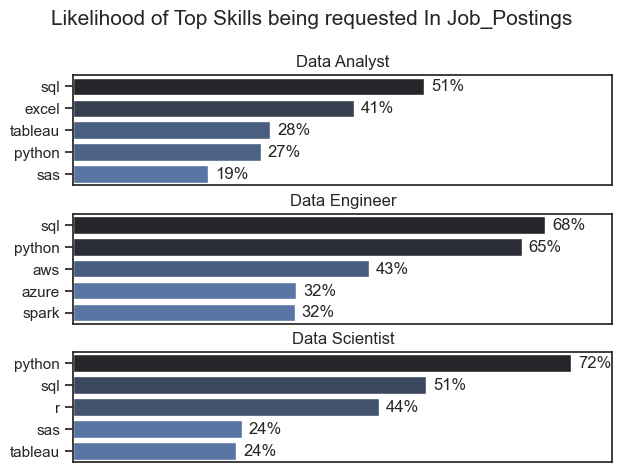 Likelihood of Top Skills being requested In Job_Postings
Data Analyst
sql 51%
excel 41%
tableau 28%
python 27%
sas 19%
Data Engineer
sql 68%
python 65%
aws 43%
azure 32%
spark 32%
Data Scientist
python 72%
sql 51%
r 44%
sas 24%
tableau 24%